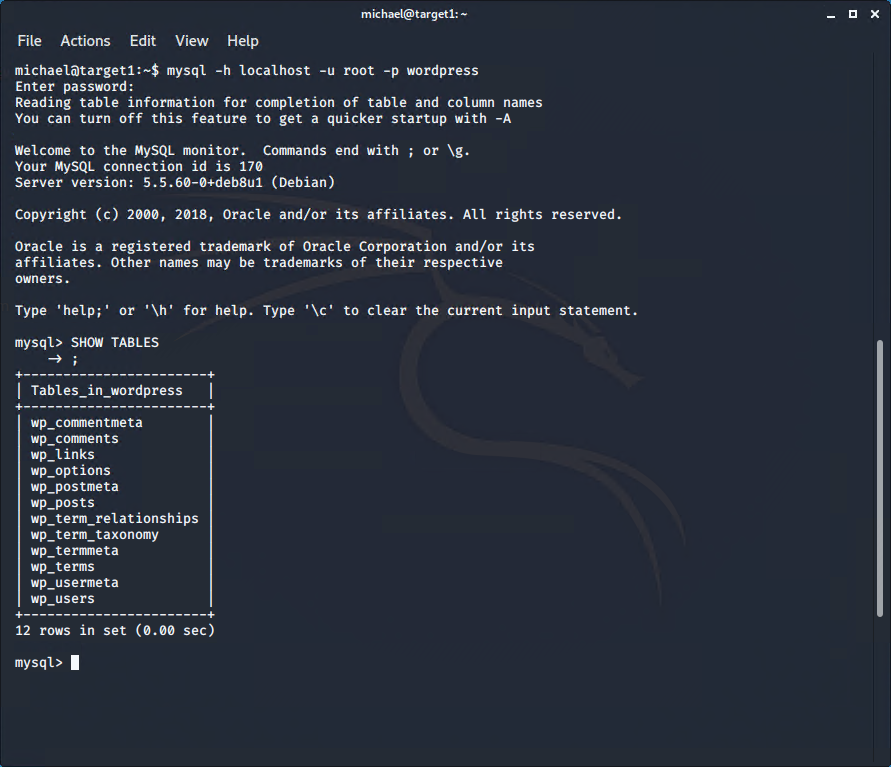 michael@target1: ~
File Actions Edit View Help
michael@target1:~$ mysql -h localhost -u root -p wordpress
Enter password:
Reading table information for completion of table and column names
You can turn off this feature to get a quicker startup with -A
Welcome to the MySQL monitor.  Commands end with ; or \g.
Your MySQL connection id is 170
Server version: 5.5.60-0+deb8u1 (Debian)
Copyright (c) 2000, 2018, Oracle and/or its affiliates. All rights reserved.
Oracle is a registered trademark of Oracle Corporation and/or its
affiliates. Other names may be trademarks of their respective
owners.
Type 'help;' or '\h' for help. Type '\c' to clear the current input statement.
mysql> SHOW TABLES
    -> ;
+-----------------------+
| Tables_in_wordpress   |
+-----------------------+
| wp_commentmeta        |
| wp_comments           |
| wp_links              |
| wp_options            |
| wp_postmeta           |
| wp_posts              |
| wp_term_relationships |
| wp_term_taxonomy      |
| wp_termmeta           |
| wp_terms              |
| wp_usermeta           |
| wp_users              |
+-----------------------+
12 rows in set (0.00 sec)
mysql>